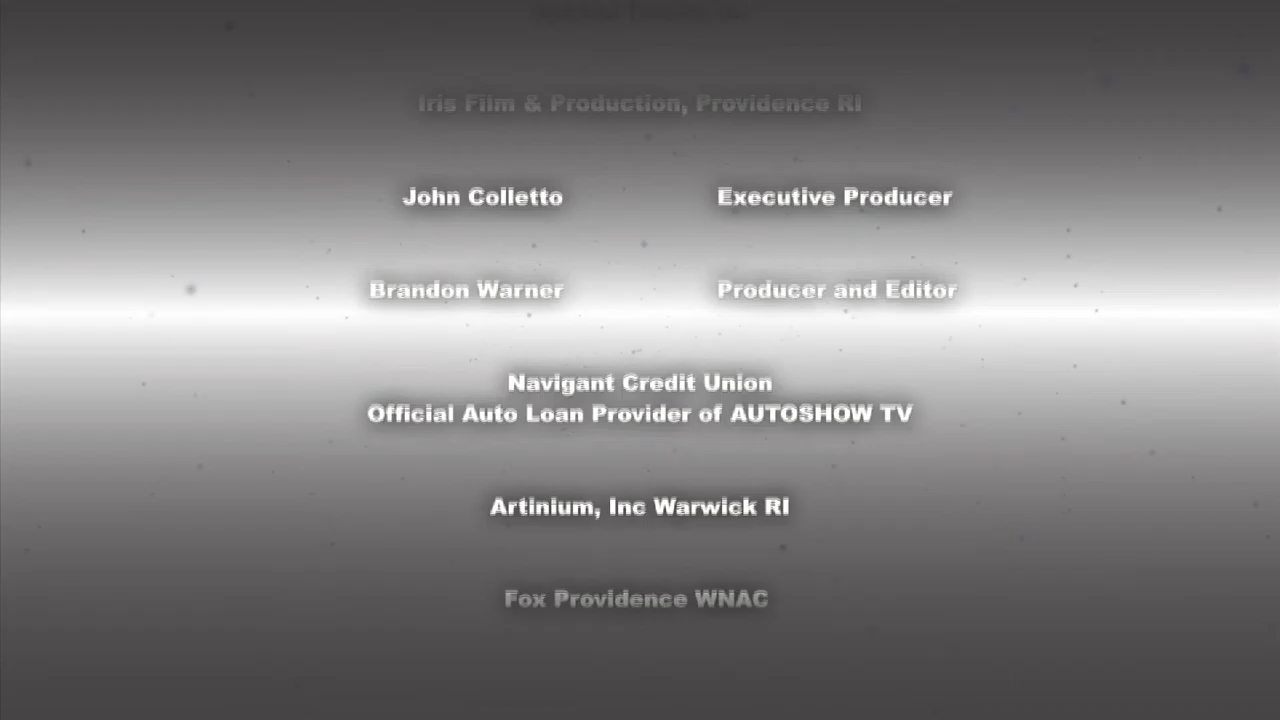 Iris Film & Production, Providence RI
John Colletto Executive Producer
Brandon Warner Producer and Editor
Navigant Credit Union
Official Auto Loan Provider of AUTOSHOW TV
Artinium, Inc Warwick RI
Fox Providence WNAC